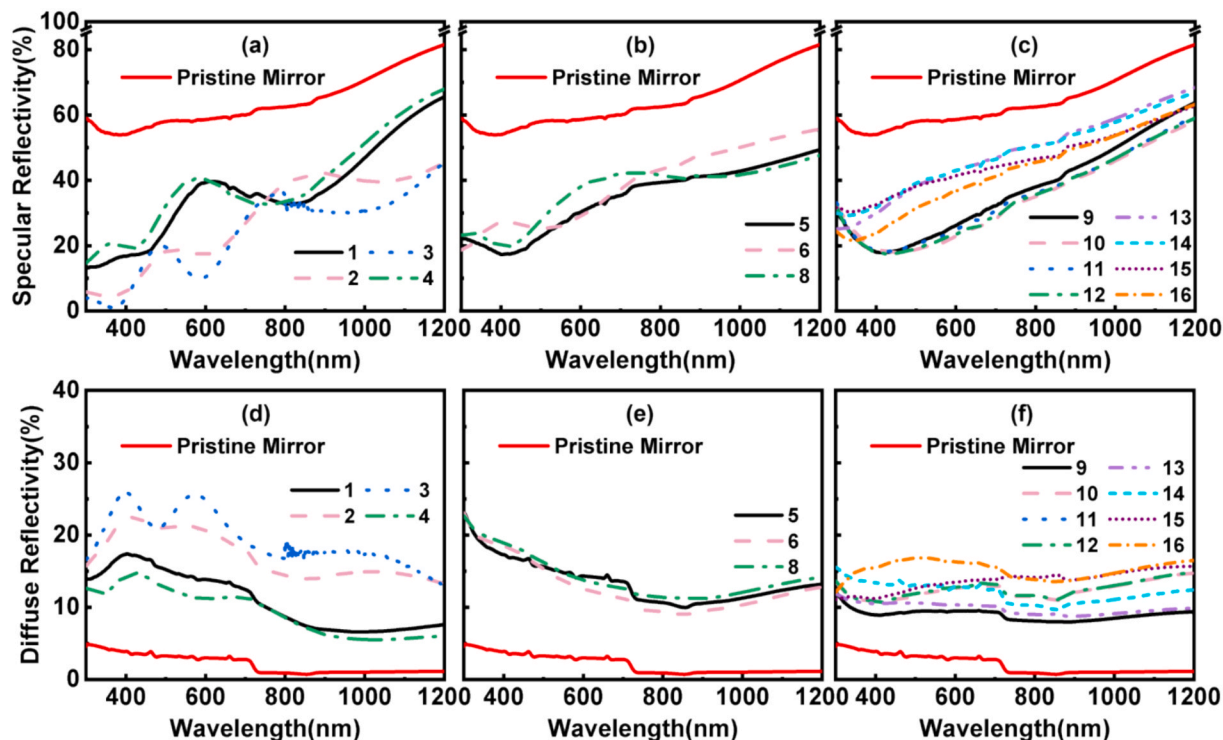 Specular Reflectivity(%)
100
80
60
40
20
0
(a)
Pristine Mirror
1 3
2 4
400 600 800 1000 1200
Wavelength(nm)
(b)
Pristine Mirror
5
6
8
400 600 800 1000 1200
Wavelength(nm)
(c)
Pristine Mirror
9 13
10 14
11 15
12 16
400 600 800 1000 1200
Wavelength(nm)
Diffuse Reflectivity(%)
40
30
20
10
0
(d)
Pristine Mirror
1 3
2 4
400 600 800 1000 1200
Wavelength(nm)
(e)
Pristine Mirror
5
6
8
400 600 800 1000 1200
Wavelength(nm)
(f)
Pristine Mirror
9 13
10 14
11 15
12 16
400 600 800 1000 1200
Wavelength(nm)